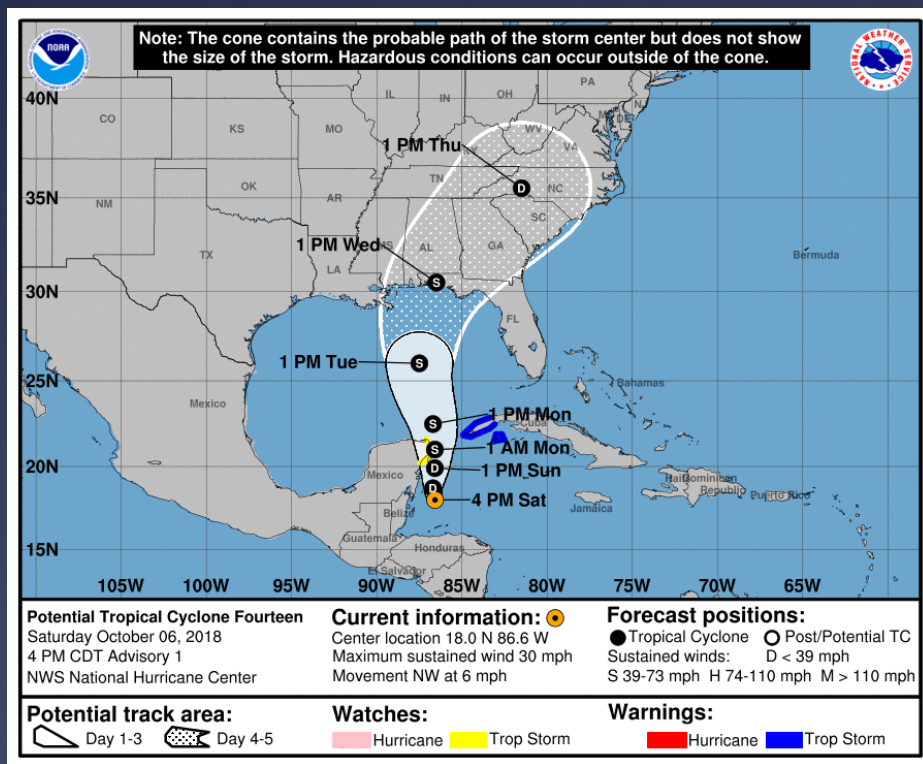 Note: The cone contains the probable path of the storm center but does not show
the size of the storm. Hazardous conditions can occur outside of the cone.
NOAA
NATIONAL WEATHER SERVICE
40N
35N
30N
25N
20N
15N
105W
100W
95W
90W
85W
80W
75W
70W
65W
CO
KS
MO
IL
IN
OH
PA
WV
VA
DE
NM
OK
AR
TN
NC
SC
TX
LA
MS
AL
GA
FL
1 PM Thu
D
1 PM Wed
S
1 PM Tue
S
1 PM Mon
S
1 AM Mon
S
1 PM Sun
D
D
4 PM Sat
Bermuda
Bahamas
Mexico
Cuba
Mexico
Belize
Guatemala
Honduras
El Salvador
Jamaica
Haiti
Dominican
Republic
Puerto Rico
Potential Tropical Cyclone Fourteen
Saturday October 06, 2018
4 PM CDT Advisory 1
NWS National Hurricane Center
Current information:
Center location 18.0 N 86.6 W
Maximum sustained wind 30 mph
Movement NW at 6 mph
Forecast positions:
Tropical Cyclone Post/Potential TC
Sustained winds: D < 39 mph
S 39-73 mph H 74-110 mph M > 110 mph
Potential track area:
Day 1-3 Day 4-5
Watches:
Hurricane Trop Storm
Warnings:
Hurricane Trop Storm